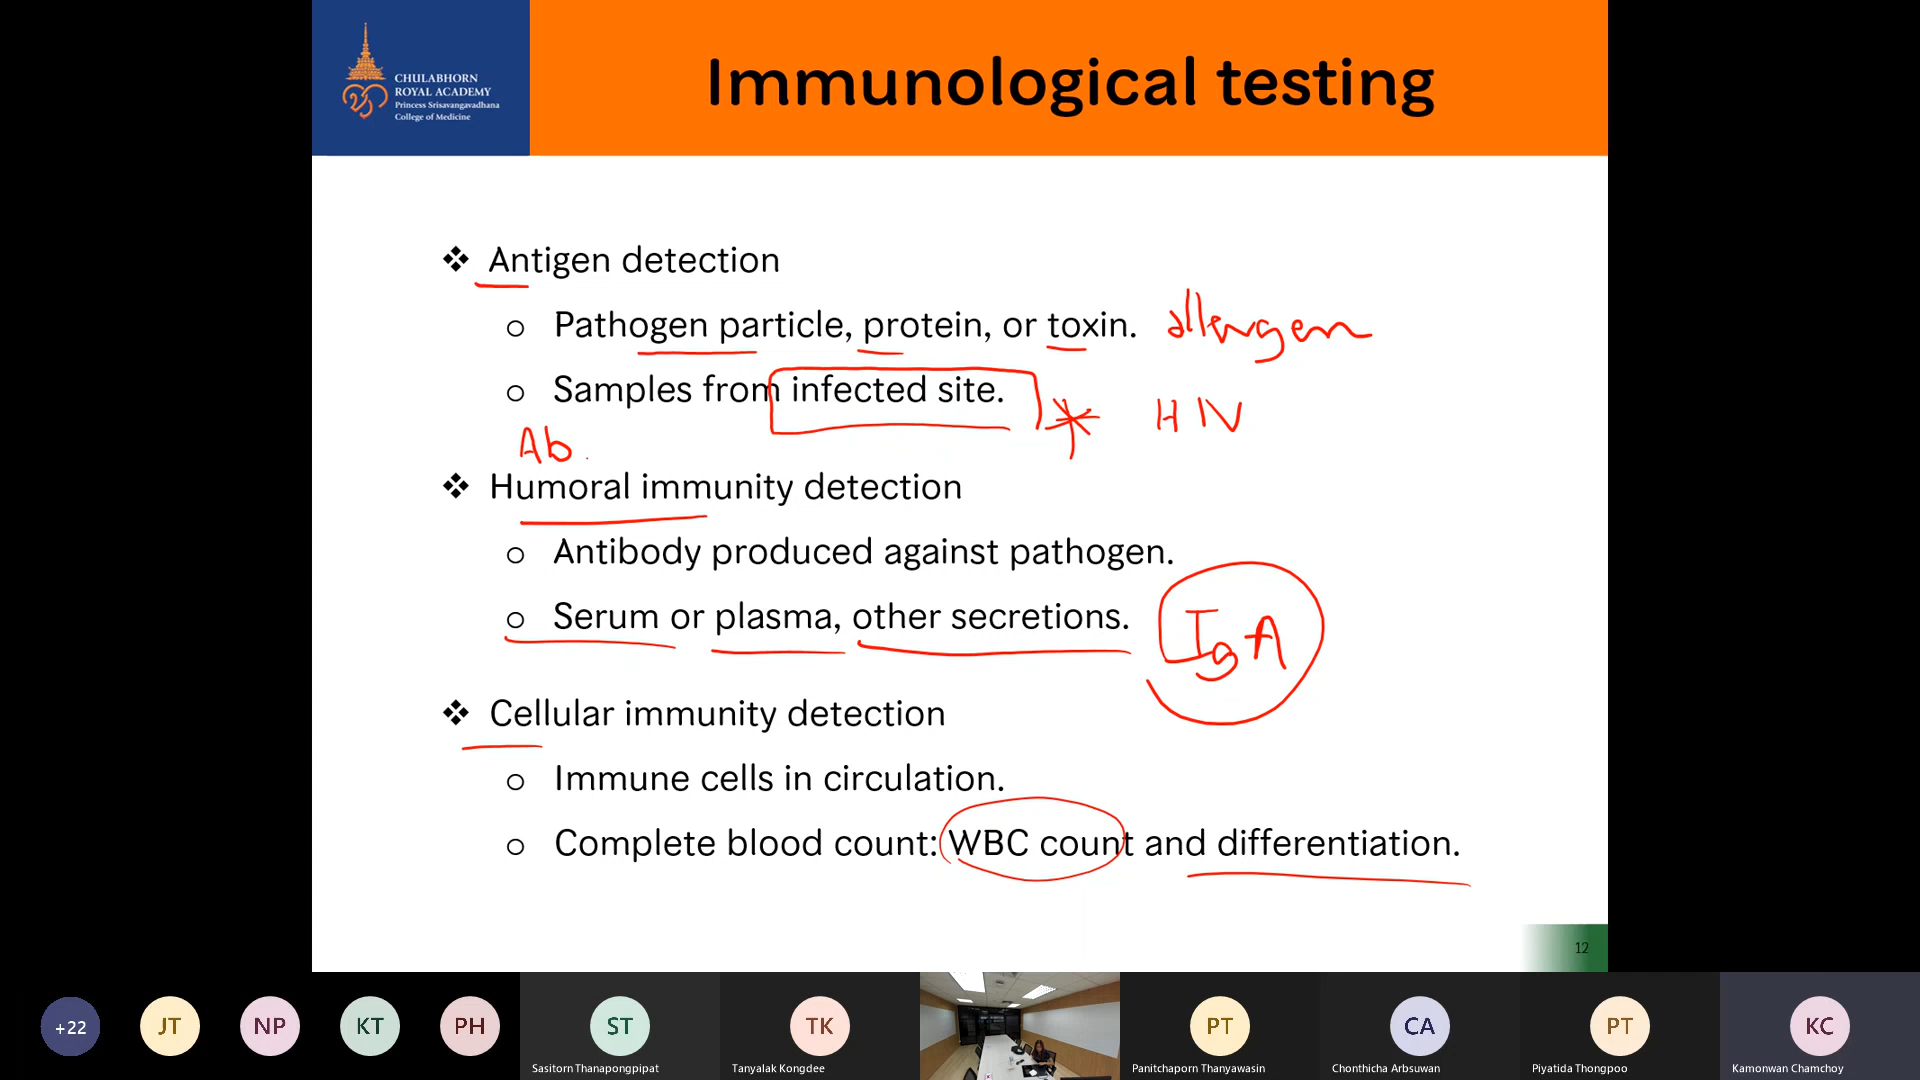 CHULABHORN
ROYAL ACADEMY
Princess Srisavangavadhana
College of Medicine
Immunological testing
❖ Antigen detection
o Pathogen particle, protein, or toxin. allergen
o Samples from infected site. * HIV
Ab
❖ Humoral immunity detection
o Antibody produced against pathogen.
o Serum or plasma, other secretions. IgA
❖ Cellular immunity detection
o Immune cells in circulation.
o Complete blood count: WBC count and differentiation.
12
+22 JT NP KT PH ST TK PT CA PT KC
Sasitorn Thanapongpipat Tanyalak Kongdee Panitchaporn Thanyawasin Chonthicha Arbsuwan Piyatida Thongpoo Kamonwan Chamchoy